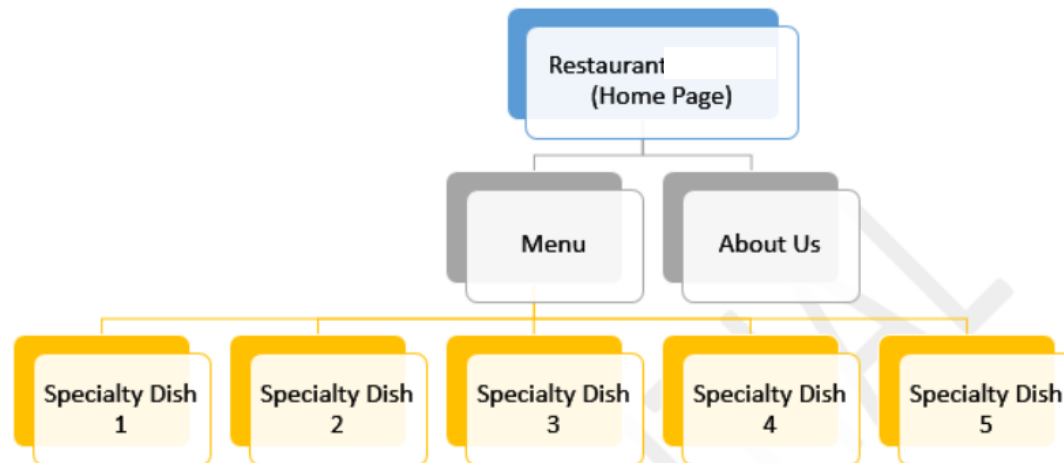 Restaurant
(Home Page)
Menu
About Us
Specialty Dish
1
Specialty Dish
2
Specialty Dish
3
Specialty Dish
4
Specialty Dish
5